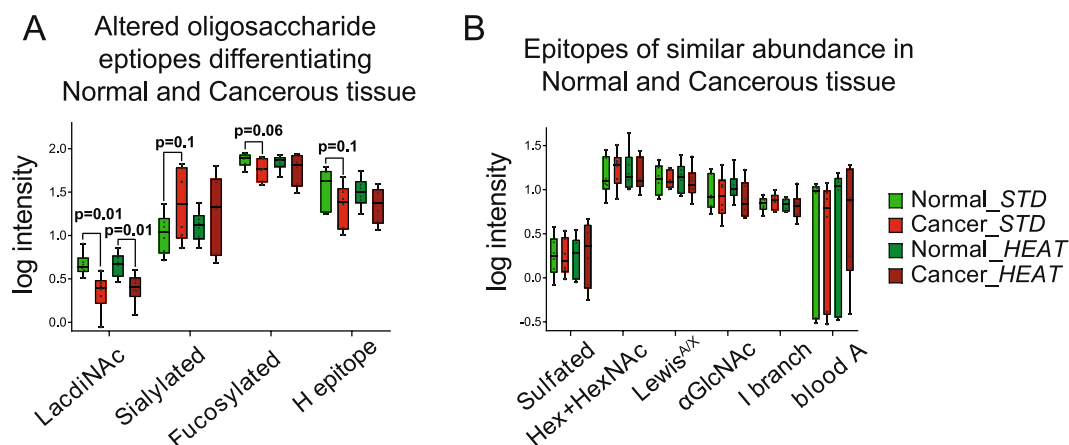 A
Altered oligosaccharide
eptiopes differentiating
Normal and Cancerous tissue
log intensity
2.0
1.5
1.0
0.5
0.0
p=0.01
p=0.01
p=0.1
p=0.06
p=0.1
LacdiNAc
Sialylated
Fucosylated
H epitope
B
Epitopes of similar abundance in
Normal and Cancerous tissue
log intensity
1.5
1.0
0.5
0.0
-0.5
Sulfated
Hex+HexNAc
Lewis^A/X
αGlcNAc
I branch
blood A
Normal_STD
Cancer_STD
Normal_HEAT
Cancer_HEAT